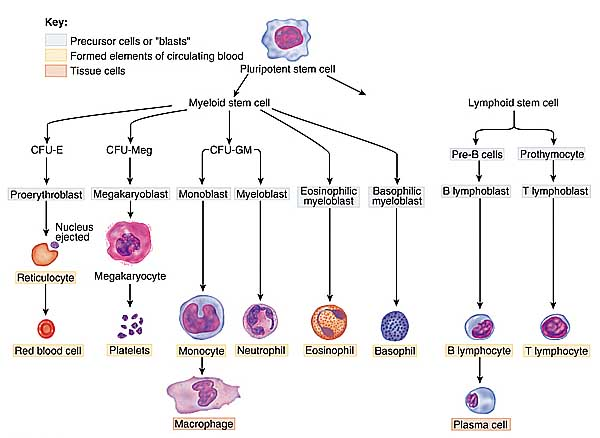 Key:
Precursor cells or "blasts"
Formed elements of circulating blood
Tissue cells
Pluripotent stem cell
Myeloid stem cell
Lymphoid stem cell
CFU-E
CFU-Meg
CFU-GM
Pre-B cells
Prothymocyte
Proerythroblast
Megakaryoblast
Monoblast
Myeloblast
Eosinophilic
myeloblast
Basophilic
myeloblast
B lymphoblast
T lymphoblast
Nucleus
ejected
Reticulocyte
Megakaryocyte
Red blood cell
Platelets
Monocyte
Neutrophil
Eosinophil
Basophil
B lymphocyte
T lymphocyte
Macrophage
Plasma cell